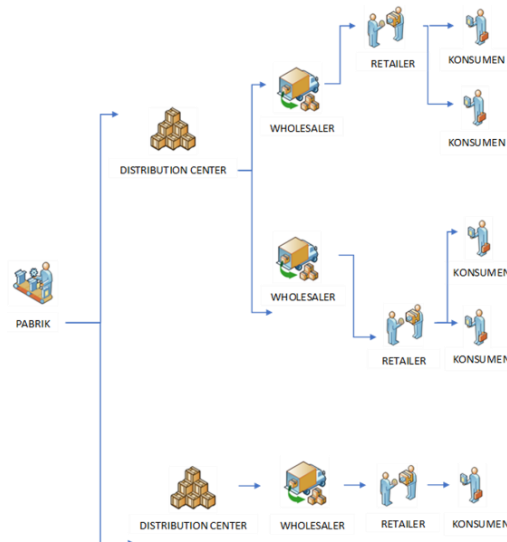 RETAILER
KONSUMEN
WHOLESALER
KONSUMEN
DISTRIBUTION CENTER
KONSUMEN
WHOLESALER
PABRIK
RETAILER
KONSUMEN
DISTRIBUTION CENTER
WHOLESALER
RETAILER
KONSUMEN